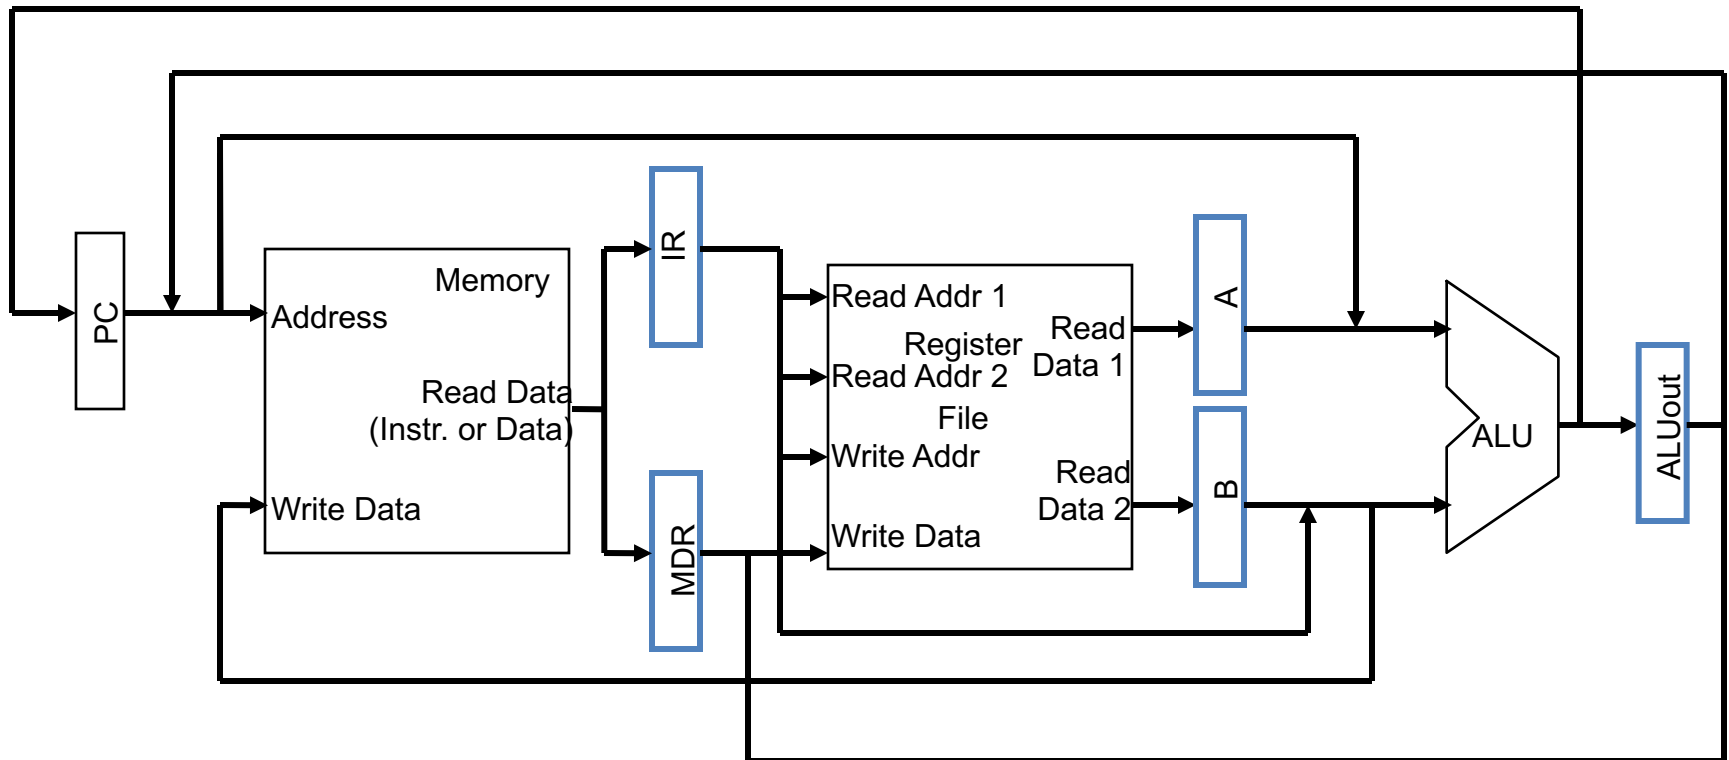 PC
Memory
Address
Read Data
(Instr. or Data)
Write Data
IR
MDR
Read Addr 1
Register
Read Addr 2
File
Write Addr
Write Data
Read
Data 1
Read
Data 2
A
B
ALU
ALUout